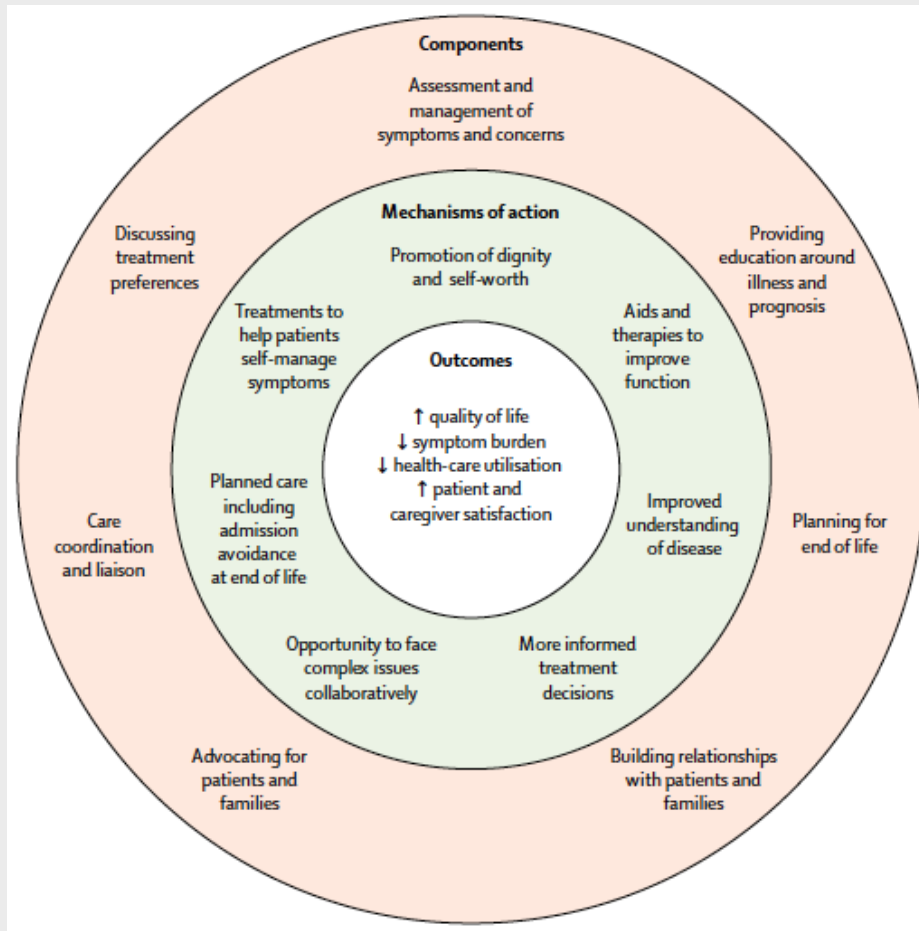 Components
Assessment and
management of
symptoms and concerns
Discussing
treatment
preferences
Providing
education around
illness and
prognosis
Care
coordination
and liaison
Planning for
end of life
Advocating for
patients and
families
Building relationships
with patients and
families
Mechanisms of action
Promotion of dignity
and self-worth
Treatments to
help patients
self-manage
symptoms
Aids and
therapies to
improve
function
Planned care
including
admission
avoidance
at end of life
Improved
understanding
of disease
Opportunity to face
complex issues
collaboratively
More informed
treatment
decisions
Outcomes
↑ quality of life
↓ symptom burden
↓ health-care utilisation
↑ patient and
caregiver satisfaction